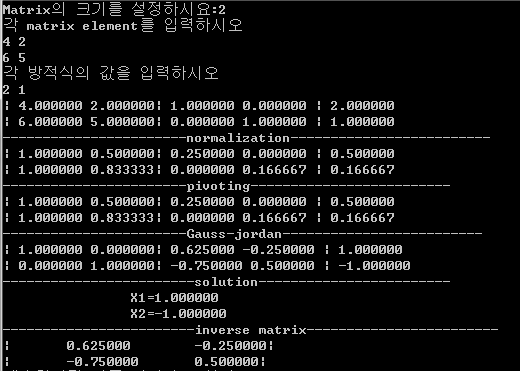 Matrix의 크기를 설정하시요:2
각 matrix element를 입력하시오
4 2
6 5
각 방적식의 값을 입력하시오
2 1
¦ 4.000000 2.000000¦ 1.000000 0.000000 ¦ 2.000000
¦ 6.000000 5.000000¦ 0.000000 1.000000 ¦ 1.000000
-----------------------normalization-------------------------
¦ 1.000000 0.500000¦ 0.250000 0.000000 ¦ 0.500000
¦ 1.000000 0.833333¦ 0.000000 0.166667 ¦ 0.166667
-----------------------pivoting-------------------------
¦ 1.000000 0.500000¦ 0.250000 0.000000 ¦ 0.500000
¦ 1.000000 0.833333¦ 0.000000 0.166667 ¦ 0.166667
-----------------------Gauss-jordan-------------------------
¦ 1.000000 0.000000¦ 0.625000 -0.250000 ¦ 1.000000
¦ 0.000000 1.000000¦ -0.750000 0.500000 ¦ -1.000000
------------------------solution------------------------
X1=1.000000
X2=-1.000000
------------------------inverse matrix------------------------
¦ 0.625000 -0.250000¦
¦ -0.750000 0.500000¦